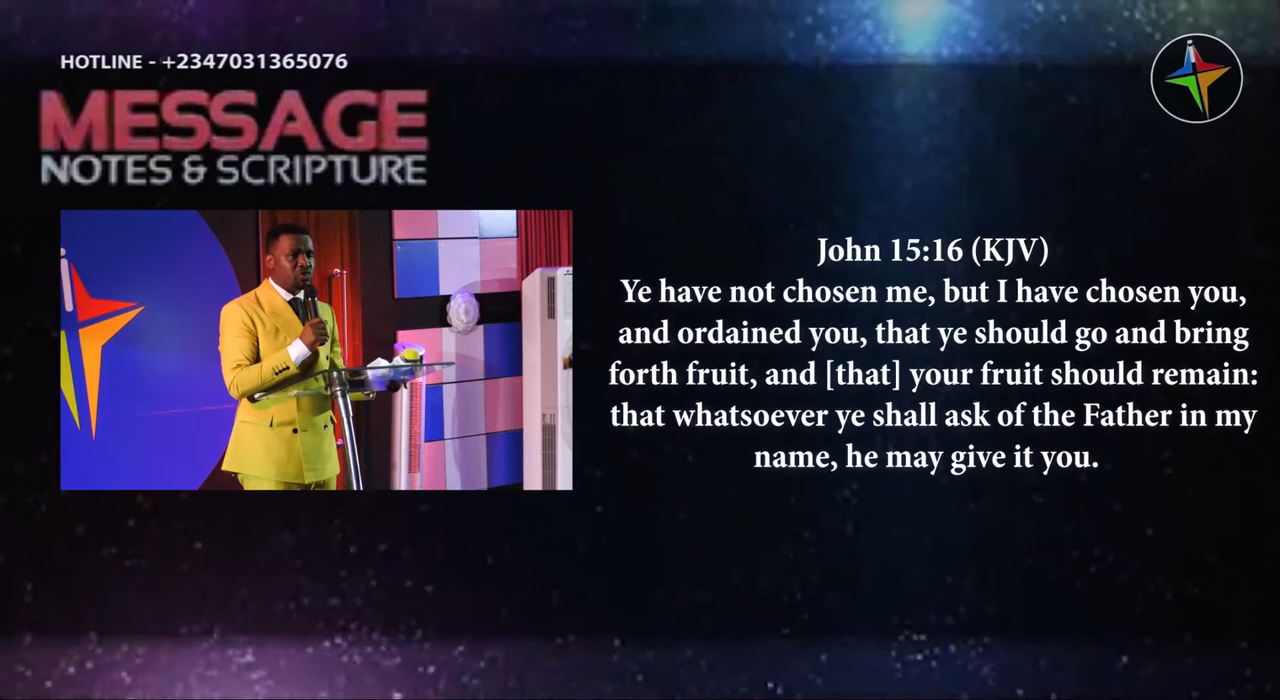 HOTLINE - +2347031365076
MESSAGE
NOTES & SCRIPTURE
John 15:16 (KJV)
Ye have not chosen me, but I have chosen you,
and ordained you, that ye should go and bring
forth fruit, and [that] your fruit should remain:
that whatsoever ye shall ask of the Father in my
name, he may give it you.